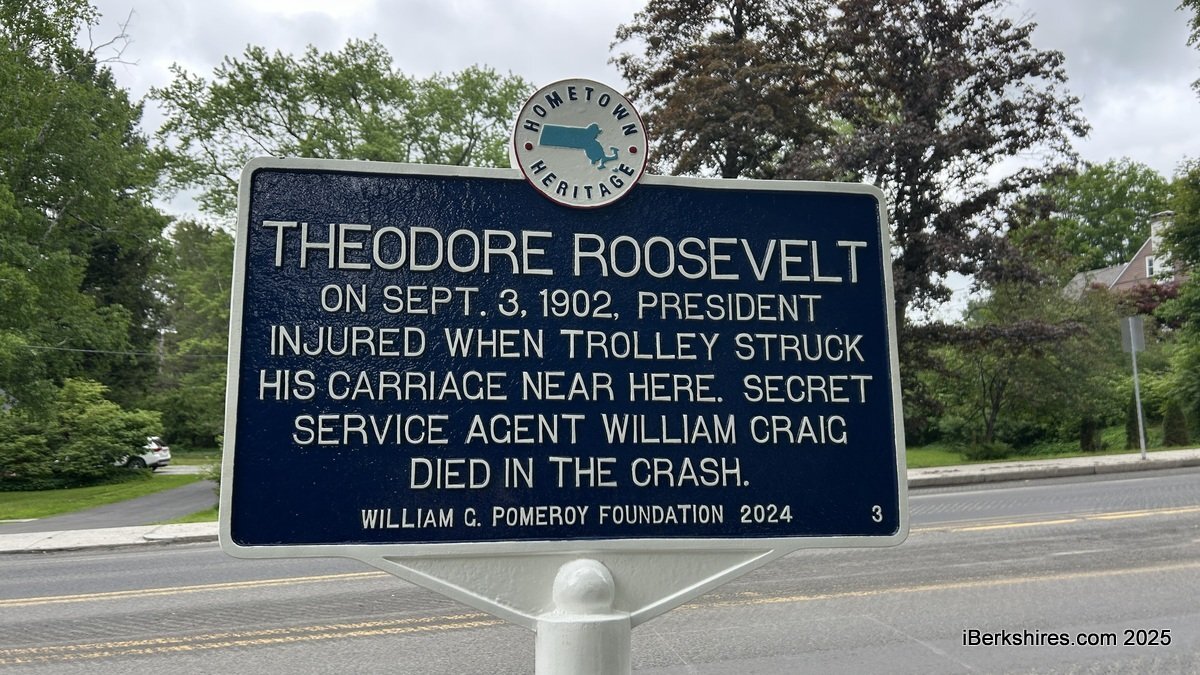 HOMETOWN
HERITAGE
THEODORE ROOSEVELT
ON SEPT. 3, 1902, PRESIDENT
INJURED WHEN TROLLEY STRUCK
HIS CARRIAGE NEAR HERE. SECRET
SERVICE AGENT WILLIAM CRAIG
DIED IN THE CRASH.
WILLIAM G. POMEROY FOUNDATION 2024 3
iBerkshires.com 2025